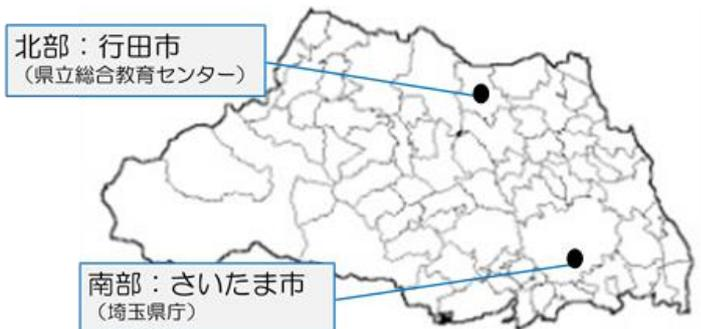 北部：行田市
（県立総合教育センター）
南部：さいたま市
（埼玉県庁）